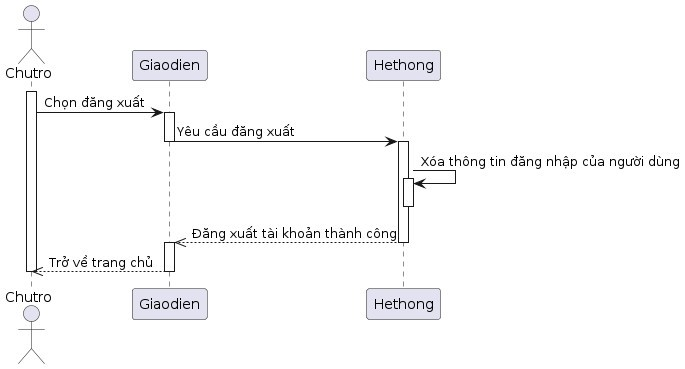 Chutro
Giaodien
Hethong
Chọn đăng xuất
Yêu cầu đăng xuất
Xóa thông tin đăng nhập của người dùng
Đăng xuất tài khoản thành công
Trở về trang chủ
Chutro
Giaodien
Hethong